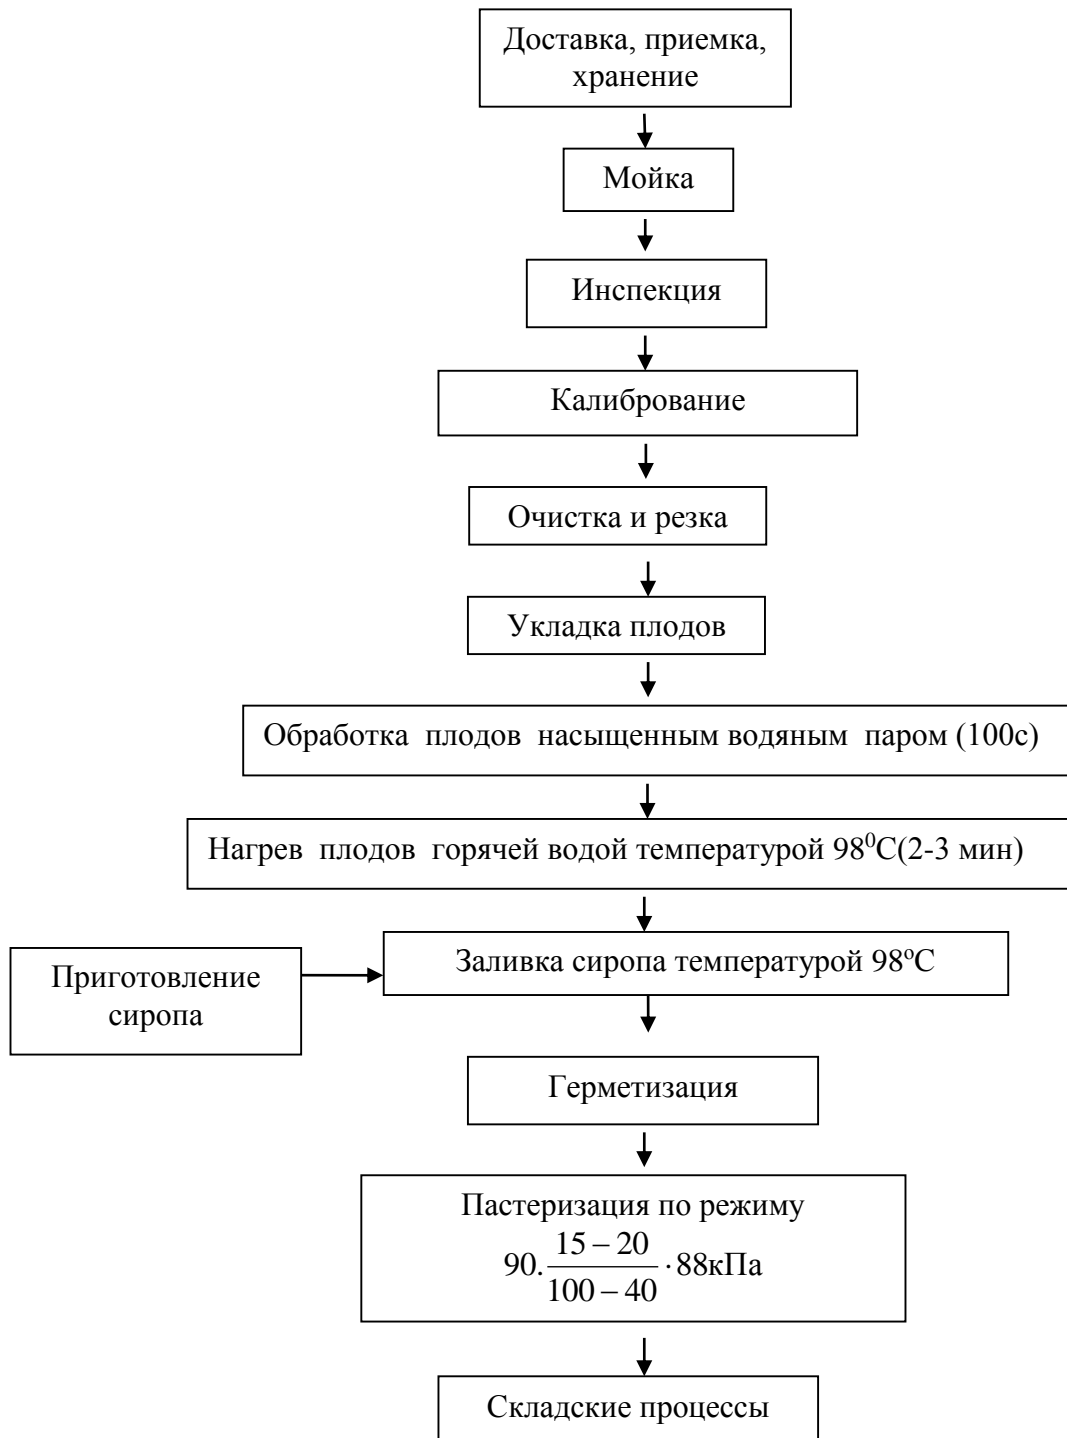 Доставка, приемка,
хранение
Мойка
Инспекция
Калибрование
Очистка и резка
Укладка плодов
Обработка плодов насыщенным водяным паром (100с)
Нагрев плодов горячей водой температурой 98⁰С(2-3 мин)
Приготовление
сиропа
Заливка сиропа температурой 98ºС
Герметизация
Пастеризация по режиму
90. (15 – 20)/(100 – 40) · 88кПа
Складские процессы